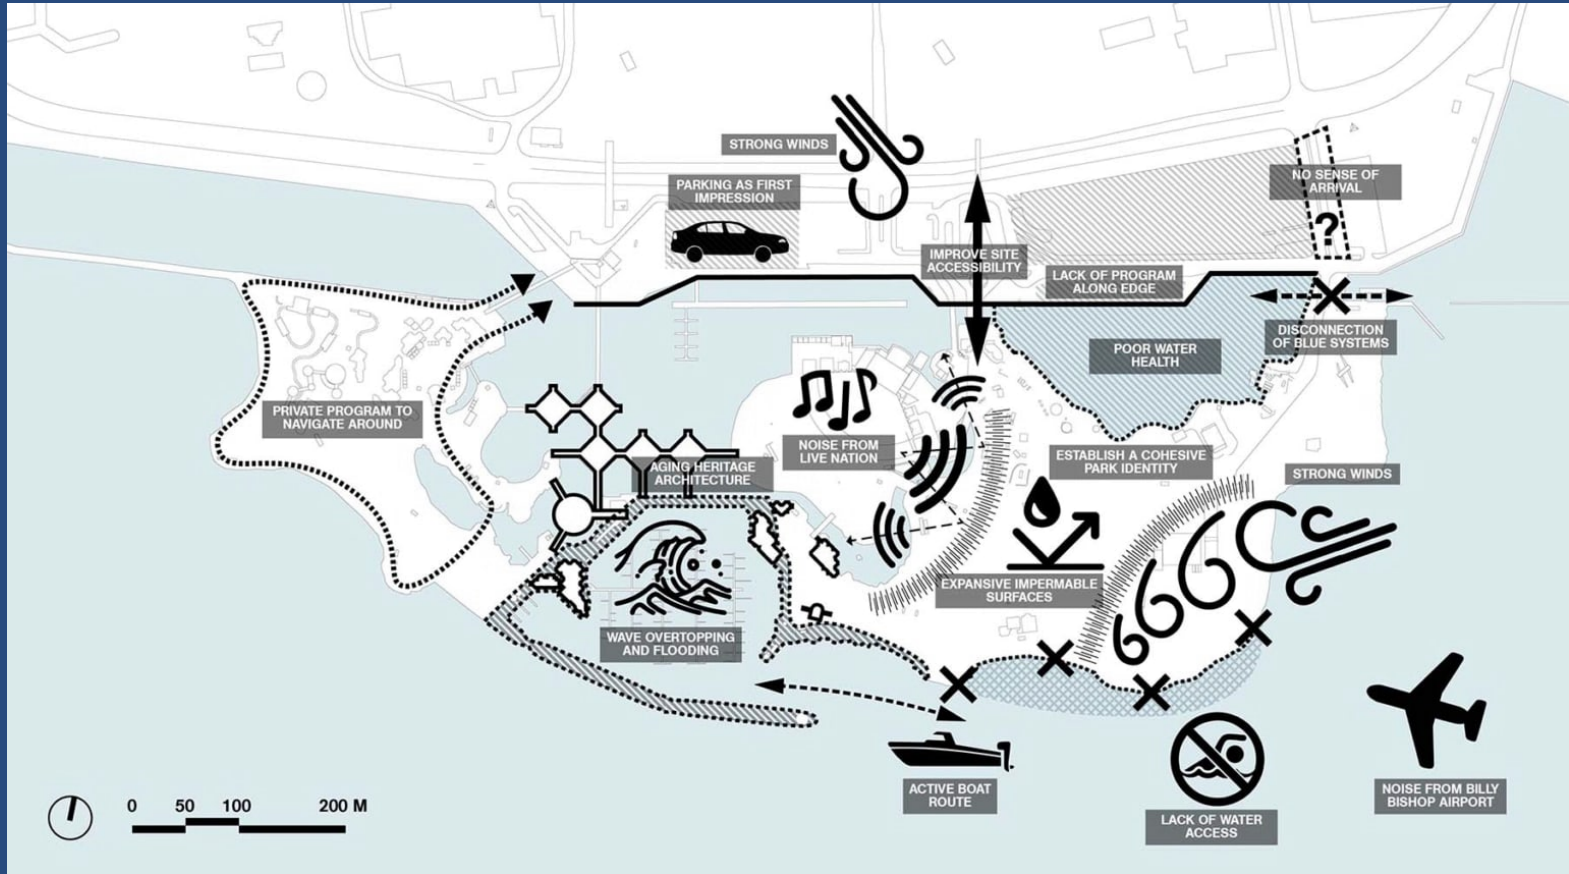 STRONG WINDS
PARKING AS FIRST
IMPRESSION
NO SENSE OF
ARRIVAL
?
IMPROVE SITE
ACCESSIBILITY
LACK OF PROGRAM
ALONG EDGE
DISCONNECTION
OF BLUE SYSTEMS
POOR WATER
HEALTH
PRIVATE PROGRAM TO
NAVIGATE AROUND
NOISE FROM
LIVE NATION
ESTABLISH A COHESIVE
PARK IDENTITY
AGING HERITAGE
ARCHITECTURE
STRONG WINDS
EXPANSIVE IMPERMABLE
SURFACES
WAVE OVERTOPPING
AND FLOODING
ACTIVE BOAT
ROUTE
NOISE FROM BILLY
BISHOP AIRPORT
LACK OF WATER
ACCESS
0 50 100 200 M